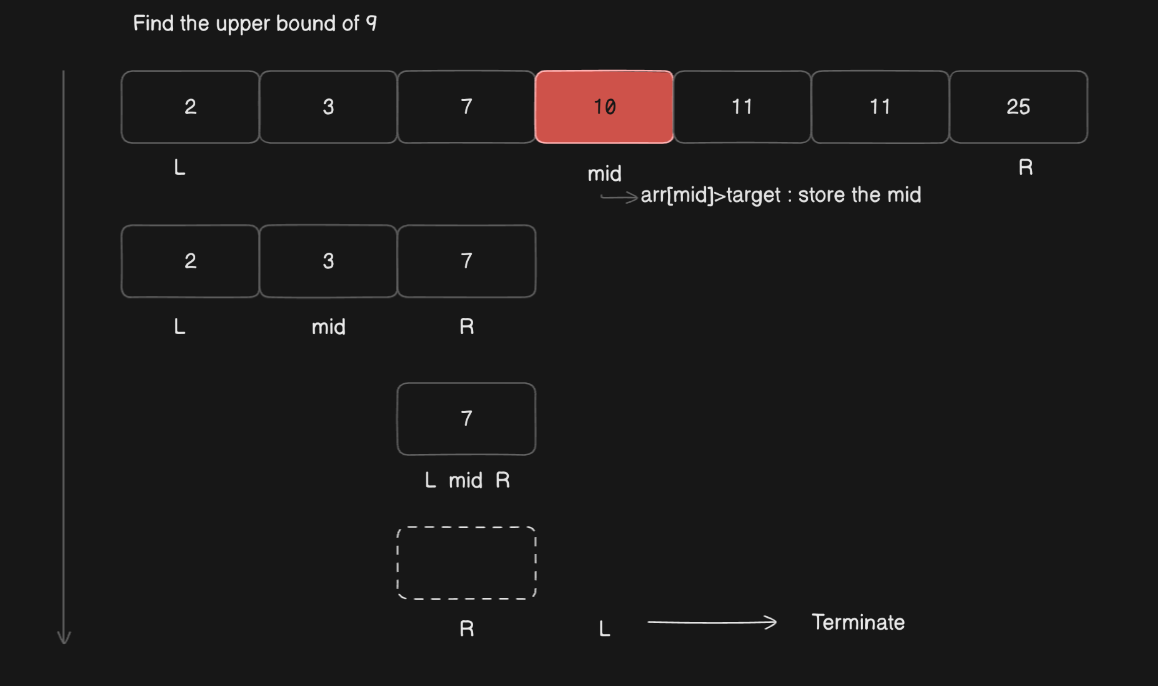 Find the upper bound of 9
2 3 7 10 11 11 25
L R
mid
arr[mid]>target : store the mid
2 3 7
L mid R
7
L mid R
R L Terminate